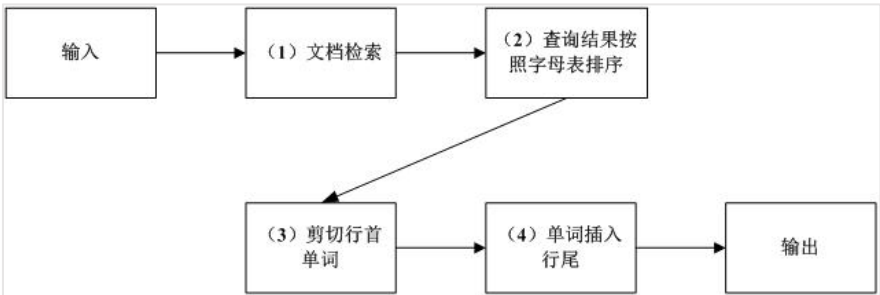 输入
（1）文档检索
（2）查询结果按
照字母表排序
（3）剪切行首
单词
（4）单词插入
行尾
输出